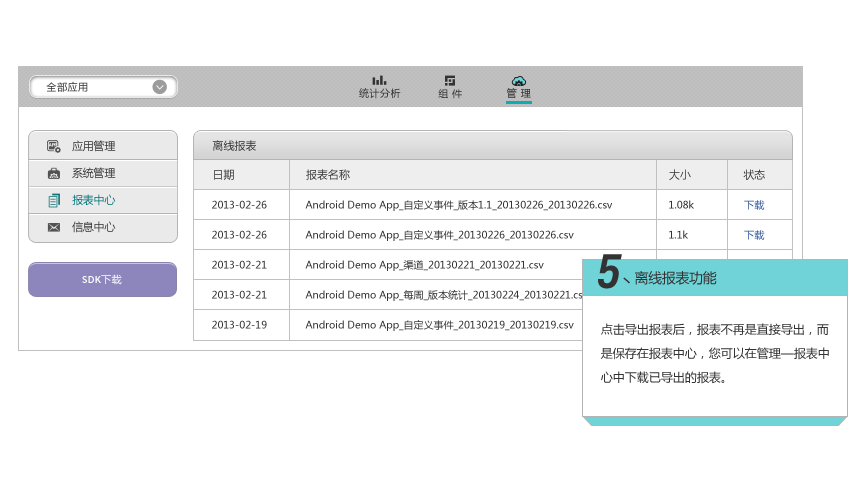 全部应用
统计分析 组 件 管 理
应用管理
系统管理
报表中心
信息中心
SDK下载
离线报表
日期 报表名称 大小 状态
2013-02-26 Android Demo App_自定义事件_版本1.1_20130226_20130226.csv 1.08k 下载
2013-02-26 Android Demo App_自定义事件_20130226_20130226.csv 1.1k 下载
2013-02-21 Android Demo App_渠道_20130221_20130221.csv
2013-02-21 Android Demo App_每周_版本统计_20130224_20130221.cs
2013-02-19 Android Demo App_自定义事件_20130219_20130219.csv
5、离线报表功能
点击导出报表后，报表不再是直接导出，而
是保存在报表中心，您可以在管理—报表中
心中下载已导出的报表。